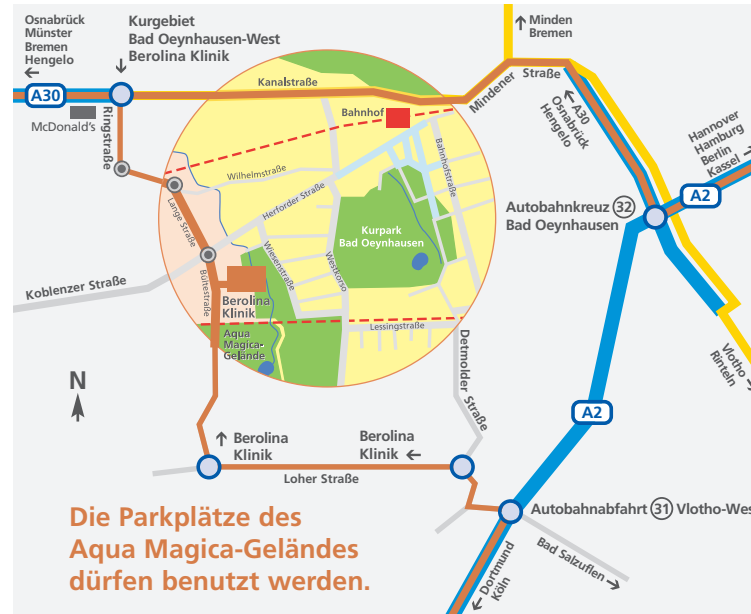 Osnabrück
Münster
Bremen
Hengelo
←
Kurgebiet
Bad Oeynhausen-West
Berolina Klinik
↓
↑ Minden
Bremen
A30
McDonald's
Ringstraße
Kanalstraße
Mindener
Straße
← A30
Osnabrück
Hengelo
Hannover
Hamburg
Berlin
Kassel →
A2
Bahnhof
Bahnhofstraße
Wilhelmstraße
Herforder Straße
Lange Straße
Autobahnkreuz 32
Bad Oeynhausen
Kurpark
Bad Oeynhausen
Wiesenstraße
Westkorso
Koblenzer Straße
Bültestraße
Berolina
Klinik
Lessingstraße
Aqua
Magica-
Gelände
Detmolder Straße
Vlotho →
Rinteln
N
A2
↑ Berolina
Klinik
Berolina
Klinik ←
Loher Straße
Autobahnabfahrt 31 Vlotho-West
Bad Salzuflen →
← Dortmund
Köln
Die Parkplätze des
Aqua Magica-Geländes
dürfen benutzt werden.